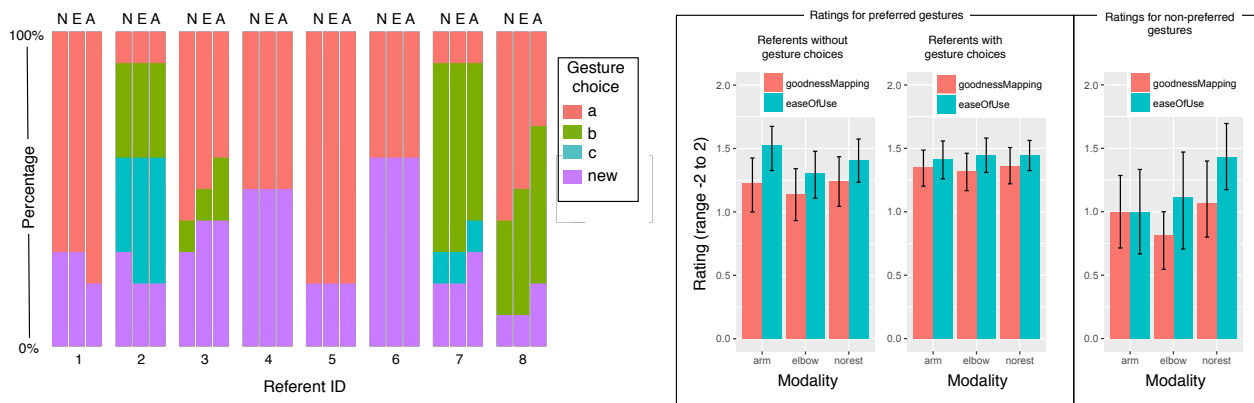 N E A N E A N E A N E A N E A N E A N E A N E A
100%
Percentage
0%
1 2 3 4 5 6 7 8
Referent ID
Gesture
choice
a
b
c
new
Ratings for preferred gestures
Referents without
gesture choices
goodnessMapping
easeOfUse
Rating (range -2 to 2)
2.0
1.5
1.0
0.5
0.0
arm elbow norest
Modality
Referents with
gesture choices
goodnessMapping
easeOfUse
2.0
1.5
1.0
0.5
0.0
arm elbow norest
Modality
Ratings for non-preferred
gestures
goodnessMapping
easeOfUse
2.0
1.5
1.0
0.5
0.0
arm elbow norest
Modality